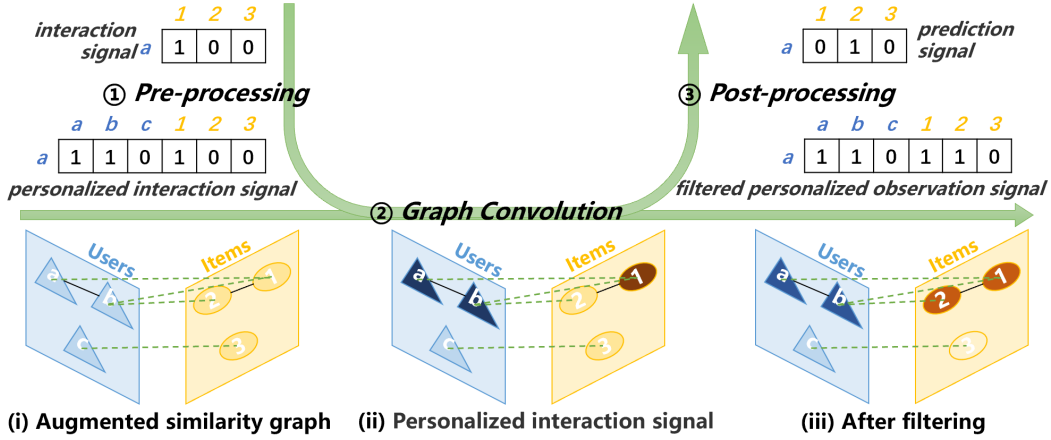 1 2 3
interaction signal
a 1 0 0
① Pre-processing
a b c 1 2 3
a 1 1 0 1 0 0
personalized interaction signal
② Graph Convolution
1 2 3
a 0 1 0
prediction signal
③ Post-processing
a b c 1 2 3
a 1 1 0 1 1 0
filtered personalized observation signal
Users Items
a b c 1 2 3
(i) Augmented similarity graph
Users Items
a b c 1 2 3
(ii) Personalized interaction signal
Users Items
a b c 1 2 3
(iii) After filtering